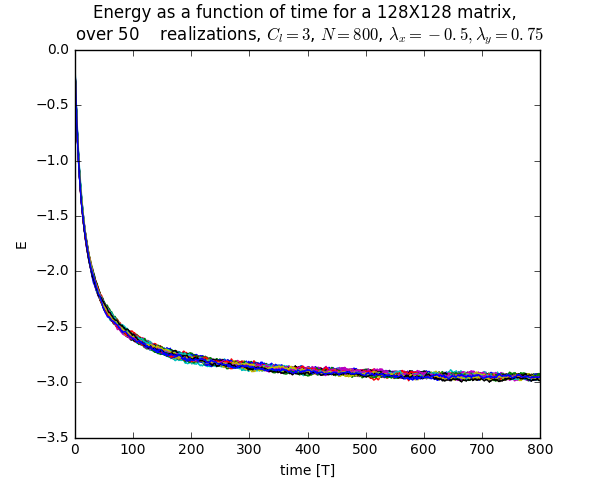 Energy as a function of time for a 128X128 matrix,
over 50 realizations, C_l = 3, N = 800, λ_x = −0.5, λ_y = 0.75
0.0
−0.5
−1.0
−1.5
−2.0
−2.5
−3.0
−3.5
E
0 100 200 300 400 500 600 700 800
time [T]